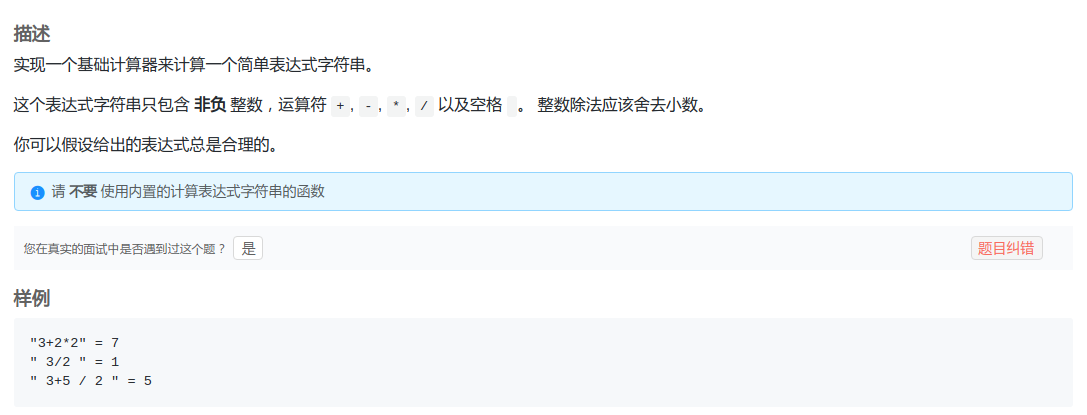 描述
实现一个基础计算器来计算一个简单表达式字符串。
这个表达式字符串只包含 非负 整数，运算符 +, -, *, / 以及空格 。 整数除法应该舍去小数。
你可以假设给出的表达式总是合理的。
请 不要 使用内置的计算表达式字符串的函数
您在真实的面试中是否遇到过这个题？ 是 题目纠错
样例
"3+2*2" = 7
" 3/2 " = 1
" 3+5 / 2 " = 5